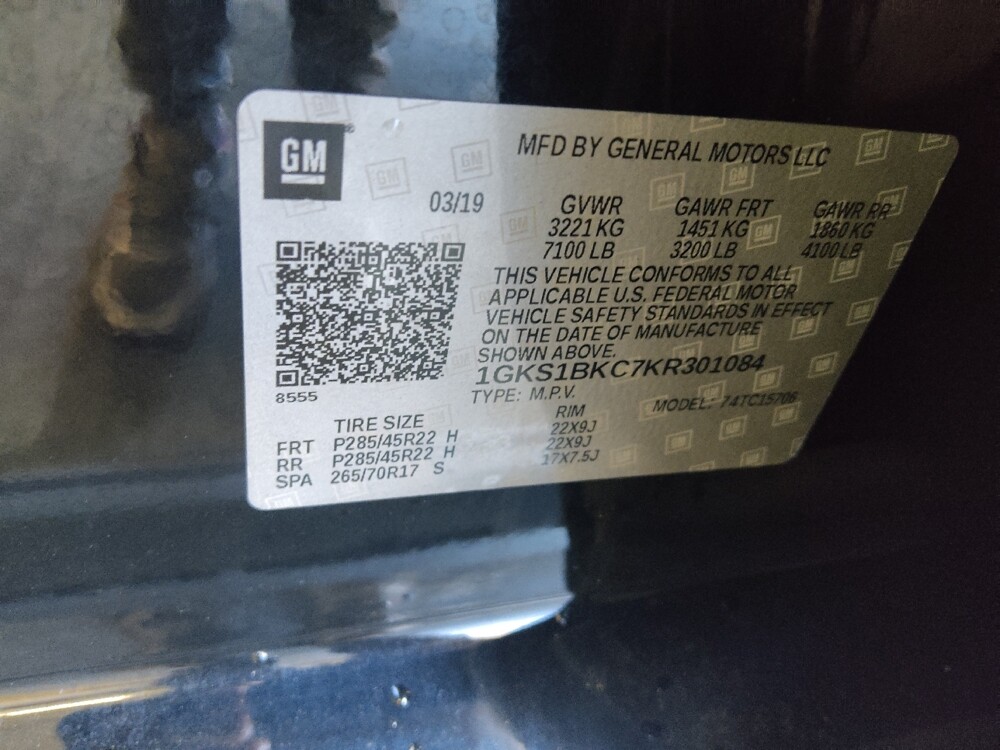 GM
MFD BY GENERAL MOTORS LLC
03/19
GVWR GAWR FRT GAWR RR
3221 KG 1451 KG 1860 KG
7100 LB 3200 LB 4100 LB
THIS VEHICLE CONFORMS TO ALL
APPLICABLE U.S. FEDERAL MOTOR
VEHICLE SAFETY STANDARDS IN EFFECT
ON THE DATE OF MANUFACTURE
SHOWN ABOVE.
1GKS1BKC7KR301084
8555
TYPE: M.P.V. MODEL: 74TC15706
TIRE SIZE RIM
FRT P285/45R22 H 22X9J
RR P285/45R22 H 22X9J
SPA 265/70R17 S 17X7.5J